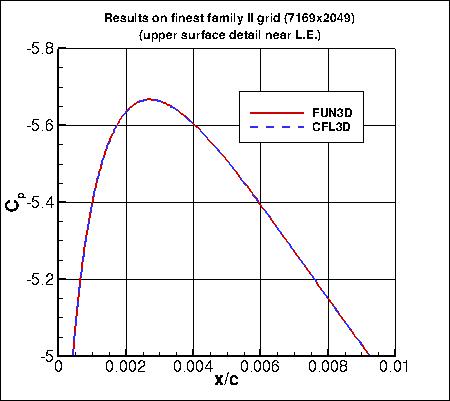 Results on finest family II grid (7169x2049)
(upper surface detail near L.E.)
-5.8
-5.6
-5.4
-5.2
-5
Cp
FUN3D
CFL3D
0 0.002 0.004 0.006 0.008 0.01
x/c